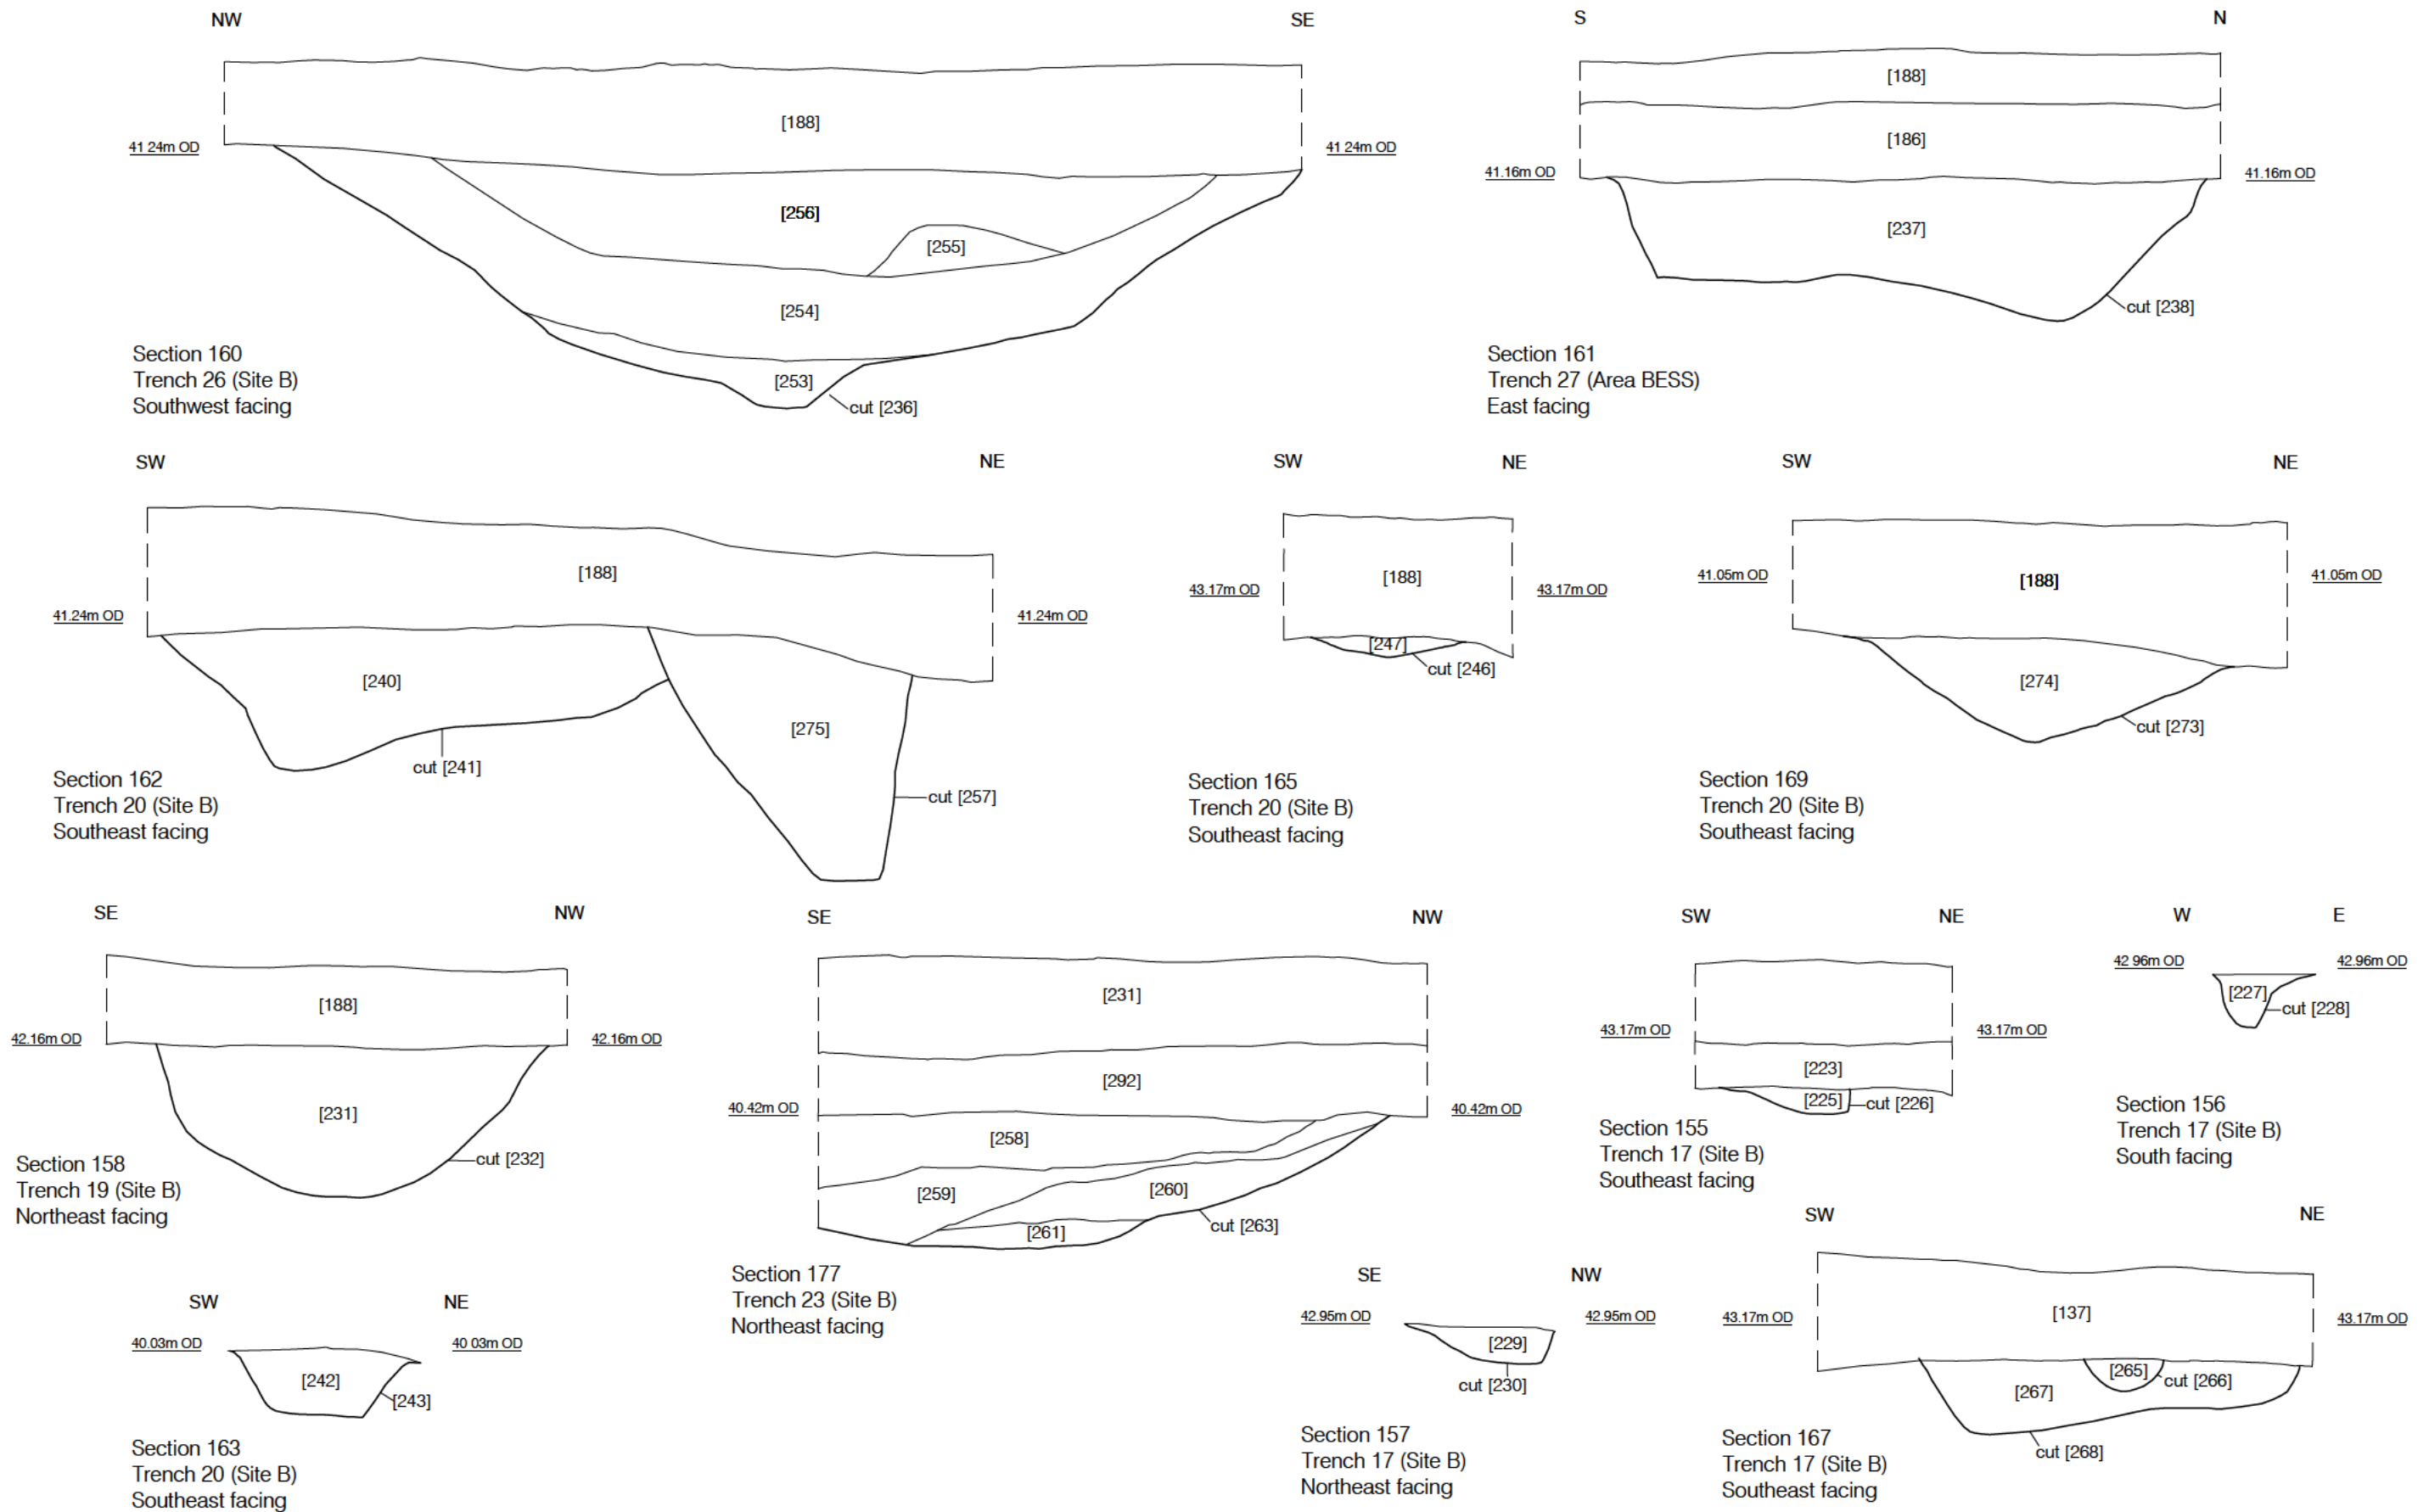 NW
SE
[188]
41 24m OD
41 24m OD
[256]
[255]
[254]
[253]
cut [236]
Section 160
Trench 26 (Site B)
Southwest facing
S
N
[188]
[186]
41.16m OD
41.16m OD
[237]
cut [238]
Section 161
Trench 27 (Area BESS)
East facing
SW
NE
[188]
41.24m OD
41.24m OD
[240]
[275]
cut [241]
cut [257]
Section 162
Trench 20 (Site B)
Southeast facing
SW
NE
[188]
43.17m OD
43.17m OD
[247]
cut [246]
Section 165
Trench 20 (Site B)
Southeast facing
SW
NE
41.05m OD
[188]
41.05m OD
[274]
cut [273]
Section 169
Trench 20 (Site B)
Southeast facing
SE
NW
[188]
42.16m OD
42.16m OD
[231]
cut [232]
Section 158
Trench 19 (Site B)
Northeast facing
SE
NW
[231]
[292]
40.42m OD
40.42m OD
[258]
[259]
[260]
[261]
cut [263]
Section 177
Trench 23 (Site B)
Northeast facing
SW
NE
43.17m OD
43.17m OD
[223]
[225]
cut [226]
Section 155
Trench 17 (Site B)
Southeast facing
W
E
42 96m OD
42.96m OD
[227]
cut [228]
Section 156
Trench 17 (Site B)
South facing
SW
NE
40.03m OD
40 03m OD
[242]
[243]
Section 163
Trench 20 (Site B)
Southeast facing
SE
NW
42.95m OD
42.95m OD
[229]
cut [230]
Section 157
Trench 17 (Site B)
Northeast facing
SW
NE
[137]
43.17m OD
43.17m OD
[265]
cut [266]
[267]
cut [268]
Section 167
Trench 17 (Site B)
Southeast facing